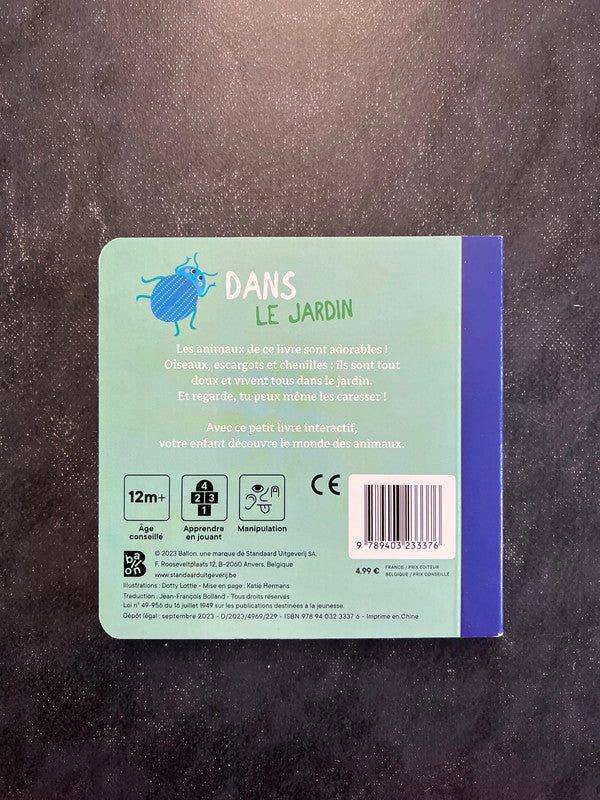 DANS
LE JARDIN
Les animaux de ce livre sont adorables !
Oiseaux, escargots et chenilles : ils sont tout
doux et vivent tous dans le jardin.
Et regarde, tu peux même les caresser !
Avec ce petit livre interactif,
votre enfant découvre le monde des animaux.
12m+
Âge
conseillé
4
2 3
1
Apprendre
en jouant
Manipulation
CE
9 789403 233376
4,99 € FRANCE / PRIX ÉDITEUR
BELGIQUE / PRIX CONSEILLÉ
ballon
© 2023 Ballon, une marque de Standaard Uitgeverij SA,
F. Rooseveltplaats 12, B-2060 Anvers, Belgique
www.standaarduitgeverij.be
Illustrations : Dotty Lottie - Mise en page : Katie Hermans
Traduction : Jean-François Bolland - Tous droits réservés
Loi n° 49-956 du 16 juillet 1949 sur les publications destinées à la jeunesse.
Dépôt légal : septembre 2023 - D/2023/4969/229 - ISBN 978 94 032 3337 6 - Imprimé en Chine